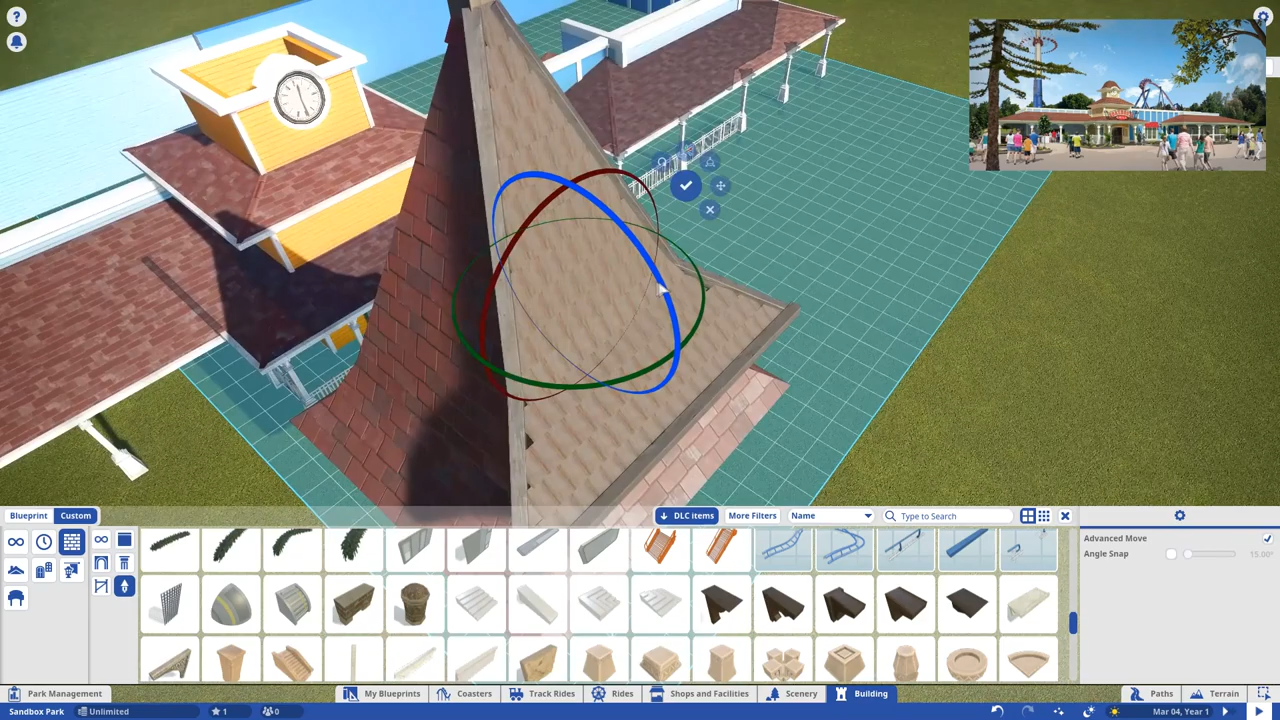 ?
Blueprint
Custom
DLC items
More Filters
Name
Type to Search
Advanced Move
Angle Snap
15.00°
Park Management
My Blueprints
Coasters
Track Rides
Rides
Shops and Facilities
Scenery
Building
Paths
Terrain
Sandbox Park
Unlimited
1
0
Mar 04, Year 1